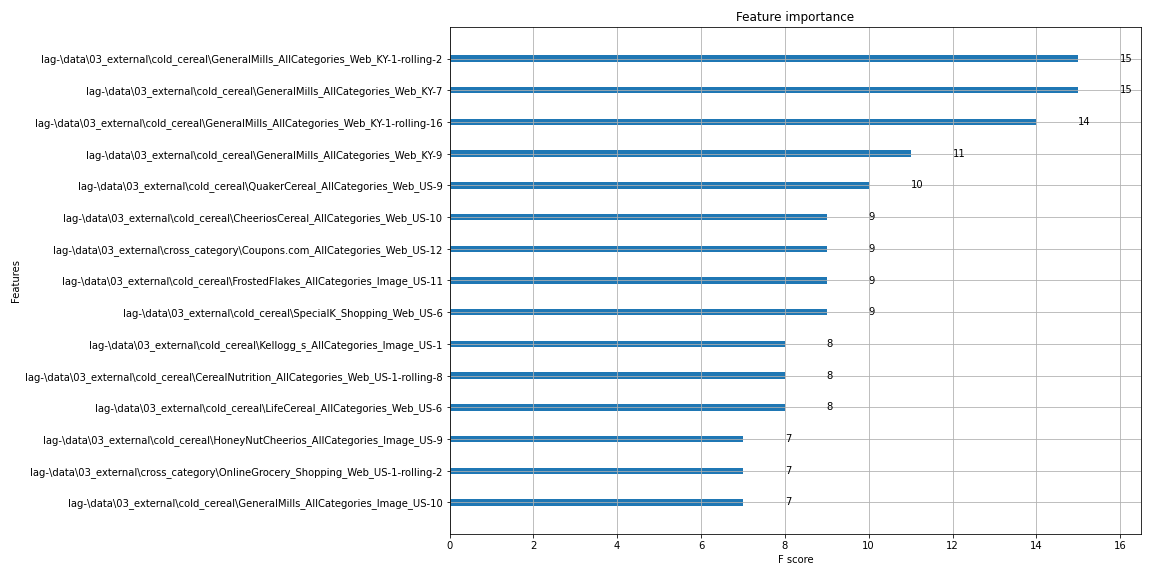 Feature importance
lag-\data\03_external\cold_cereal\GeneralMills_AllCategories_Web_KY-1-rolling-2
15
lag-\data\03_external\cold_cereal\GeneralMills_AllCategories_Web_KY-7
15
lag-\data\03_external\cold_cereal\GeneralMills_AllCategories_Web_KY-1-rolling-16
14
lag-\data\03_external\cold_cereal\GeneralMills_AllCategories_Web_KY-9
11
lag-\data\03_external\cold_cereal\QuakerCereal_AllCategories_Web_US-9
10
lag-\data\03_external\cold_cereal\CheeriosCereal_AllCategories_Web_US-10
9
lag-\data\03_external\cross_category\Coupons.com_AllCategories_Web_US-12
9
lag-\data\03_external\cold_cereal\FrostedFlakes_AllCategories_Image_US-11
9
lag-\data\03_external\cold_cereal\SpecialK_Shopping_Web_US-6
9
lag-\data\03_external\cold_cereal\Kellogg_s_AllCategories_Image_US-1
8
lag-\data\03_external\cold_cereal\CerealNutrition_AllCategories_Web_US-1-rolling-8
8
lag-\data\03_external\cold_cereal\LifeCereal_AllCategories_Web_US-6
8
lag-\data\03_external\cold_cereal\HoneyNutCheerios_AllCategories_Image_US-9
7
lag-\data\03_external\cross_category\OnlineGrocery_Shopping_Web_US-1-rolling-2
7
lag-\data\03_external\cold_cereal\GeneralMills_AllCategories_Image_US-10
7
Features
0 2 4 6 8 10 12 14 16
F score